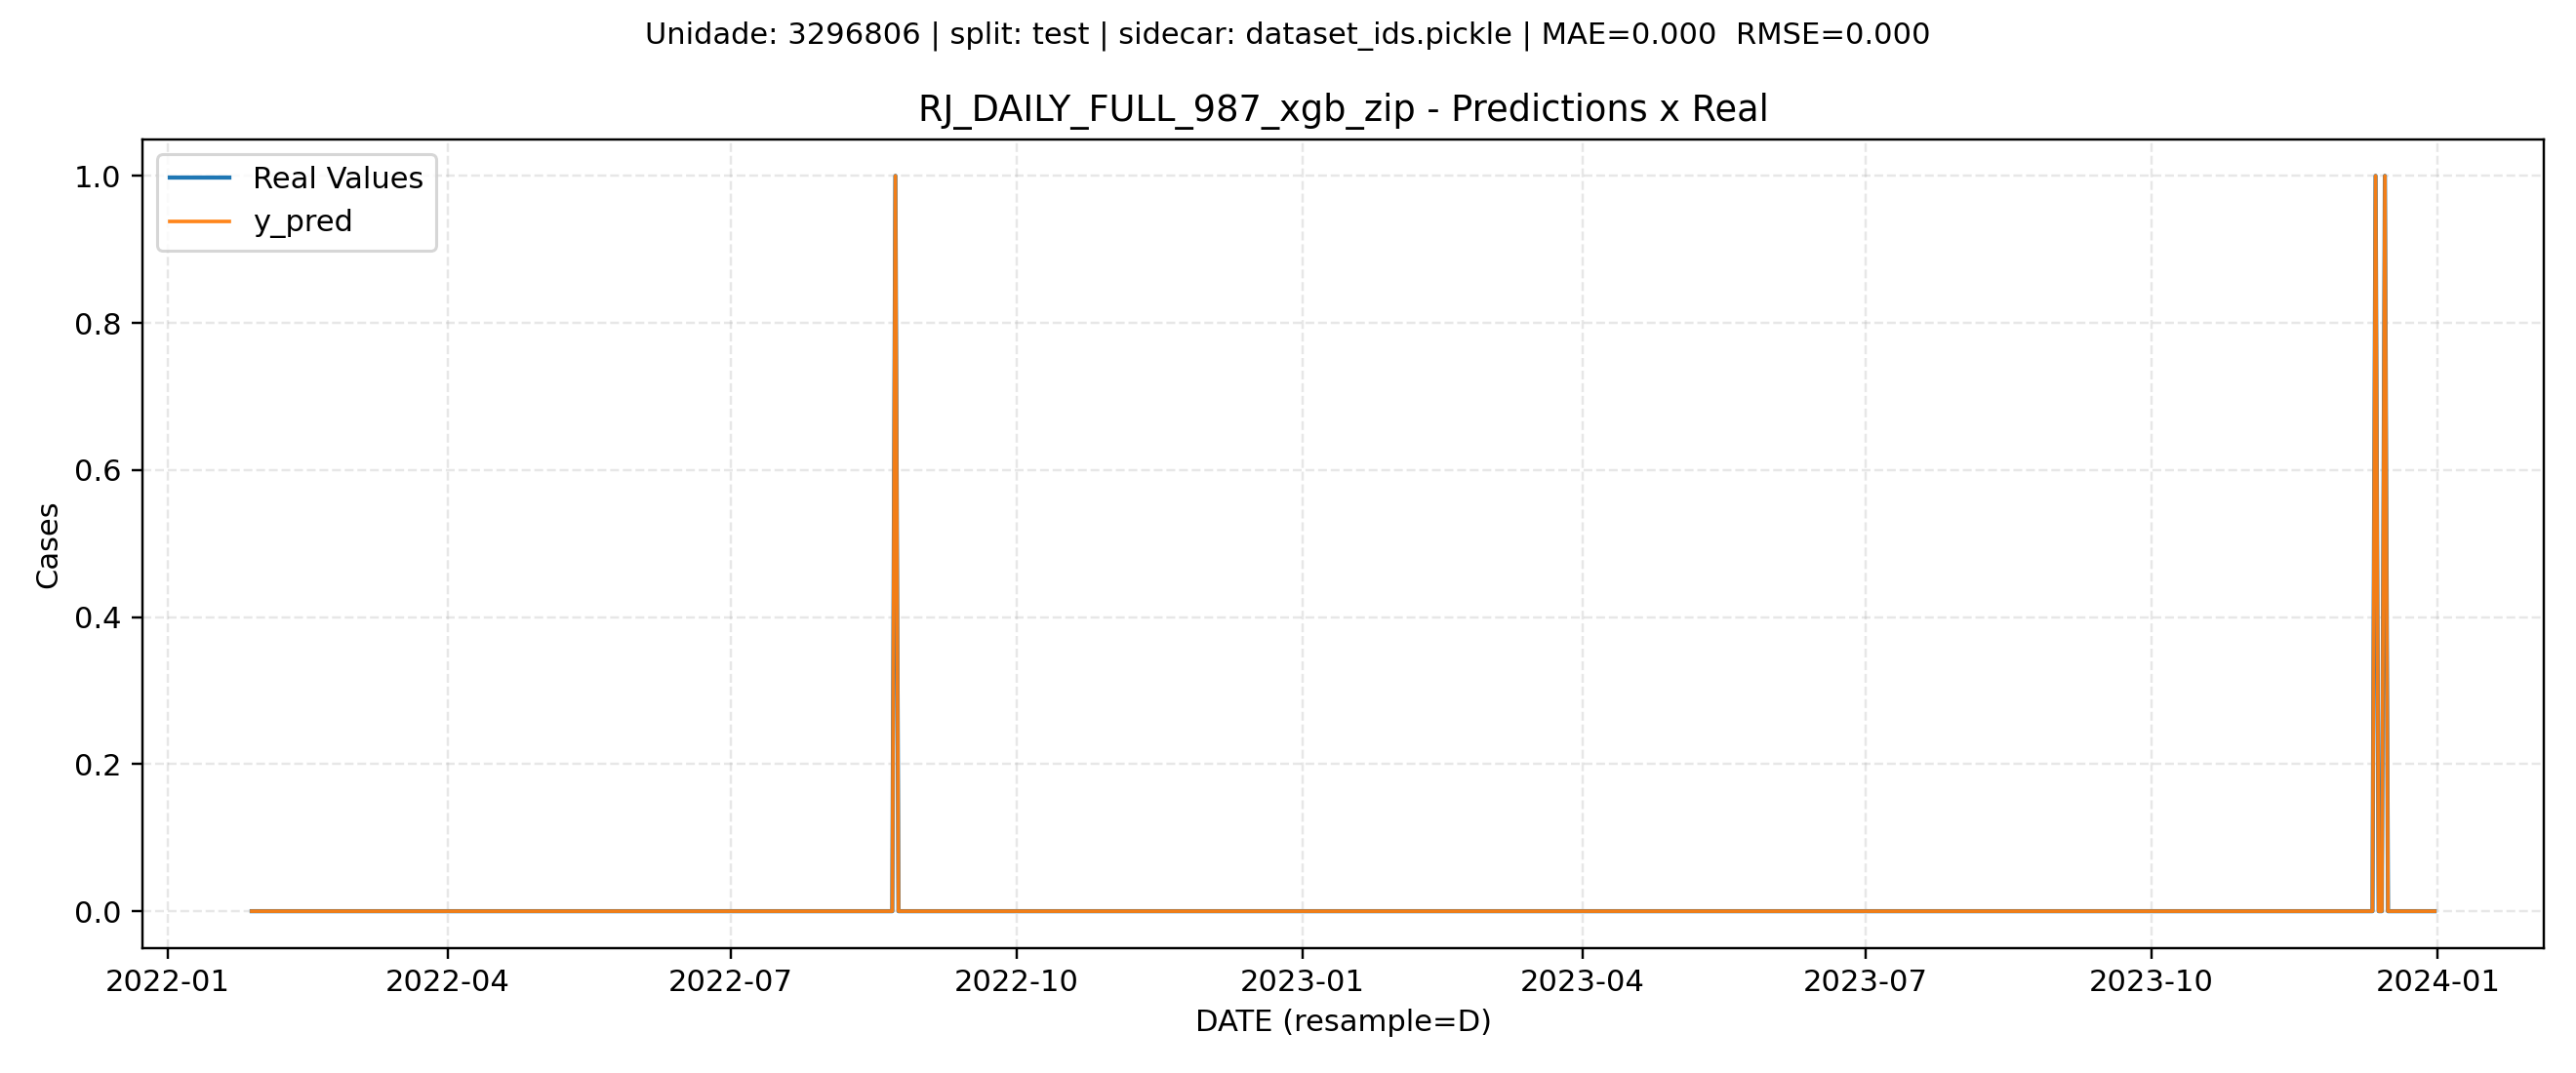 Unidade: 3296806 | split: test | sidecar: dataset_ids.pickle | MAE=0.000  RMSE=0.000
RJ_DAILY_FULL_987_xgb_zip - Predictions x Real
Real Values
y_pred
1.0
0.8
0.6
0.4
0.2
0.0
Cases
2022-01
2022-04
2022-07
2022-10
2023-01
2023-04
2023-07
2023-10
2024-01
DATE (resample=D)